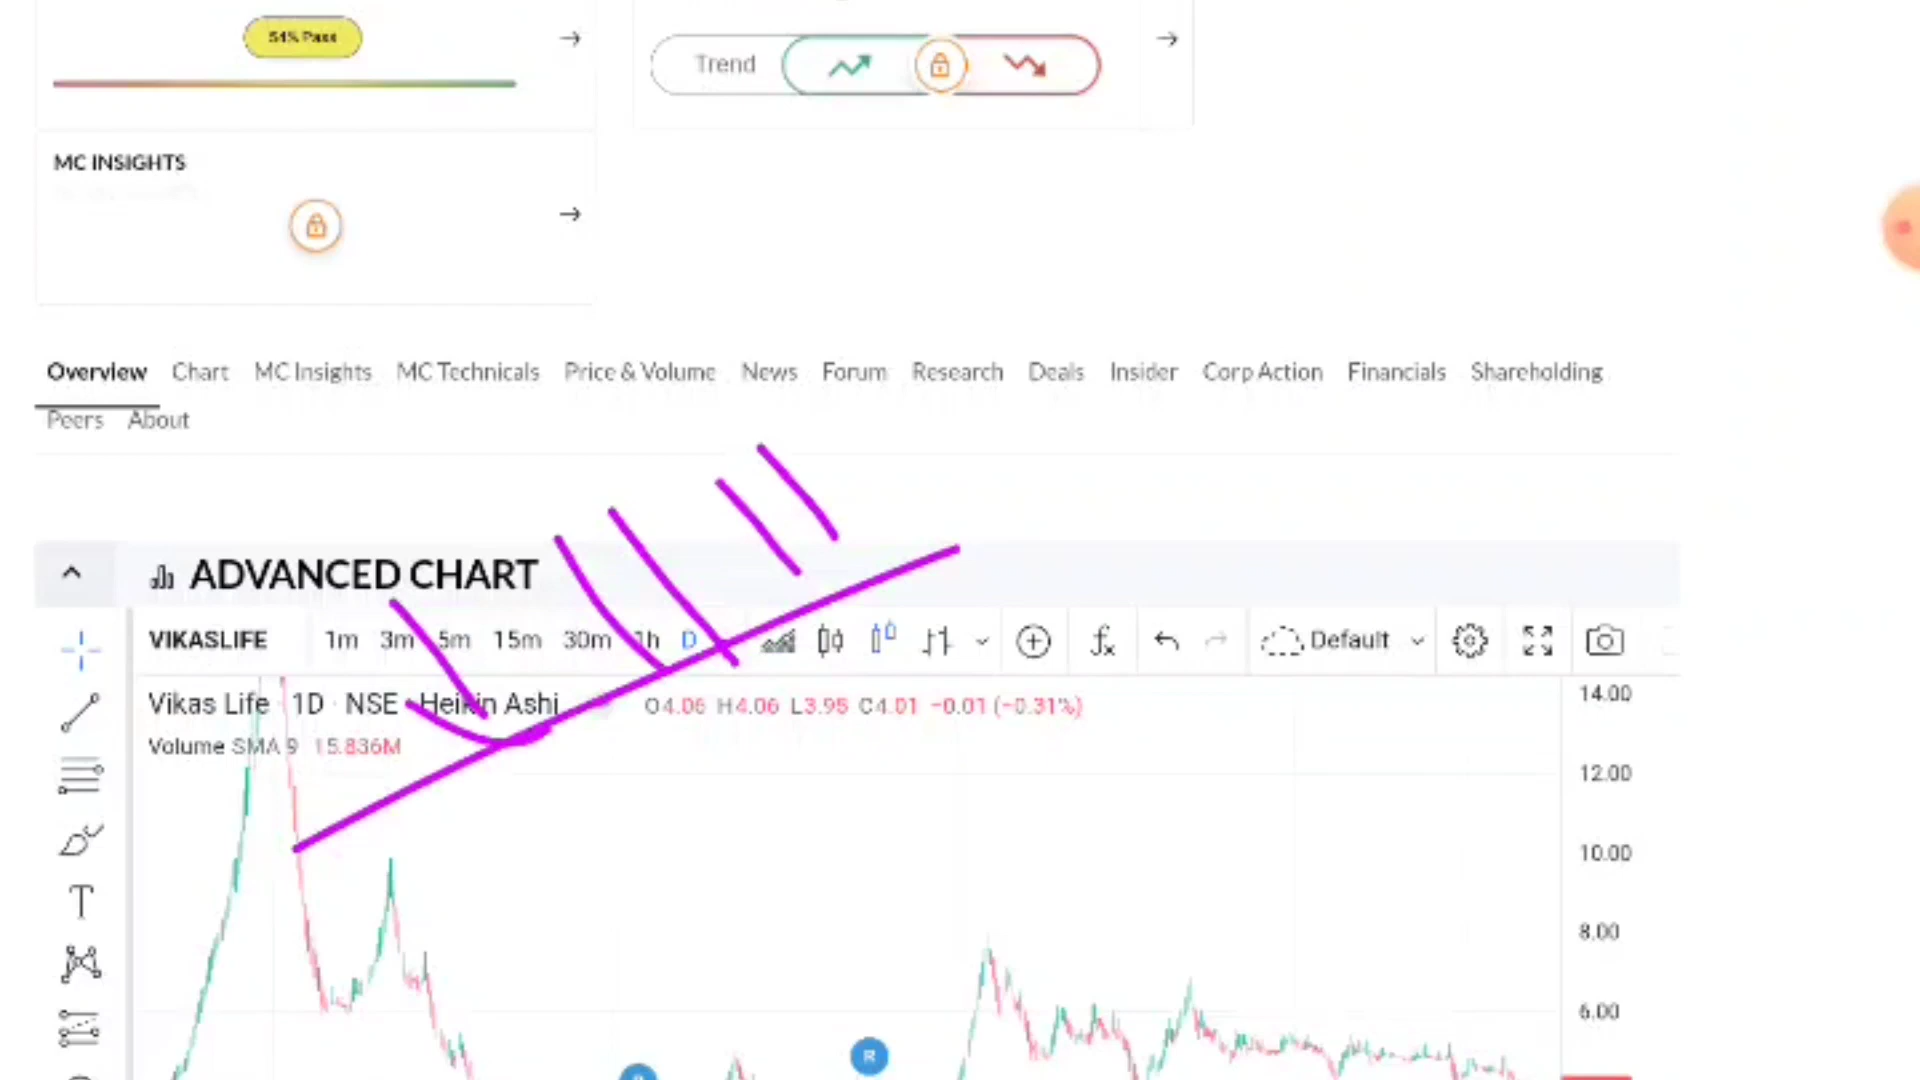 54% Pass
Trend
MC INSIGHTS
Overview Chart MC Insights MC Technicals Price & Volume News Forum Research Deals Insider Corp Action Financials Shareholding
Peers About
ADVANCED CHART
VIKASLIFE 1m 3m 5m 15m 30m 1h D Default
Vikas Life · 1D · NSE · Heikin Ashi O4.06 H4.06 L3.95 C4.01 −0.01 (−0.31%)
Volume SMA 9 15.836M
14.00
12.00
10.00
8.00
6.00
R